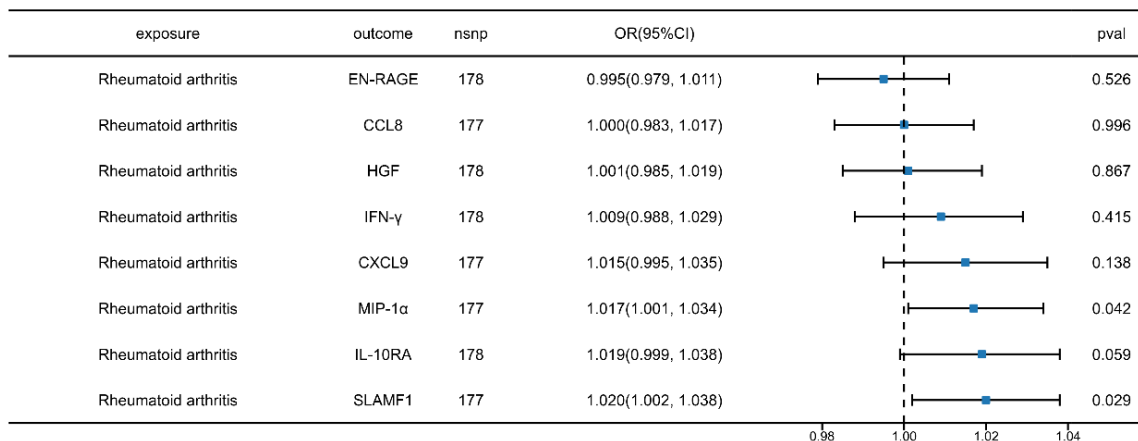 exposure outcome nsnp OR(95%CI) pval
Rheumatoid arthritis EN-RAGE 178 0.995(0.979, 1.011) 0.526
Rheumatoid arthritis CCL8 177 1.000(0.983, 1.017) 0.996
Rheumatoid arthritis HGF 178 1.001(0.985, 1.019) 0.867
Rheumatoid arthritis IFN-γ 178 1.009(0.988, 1.029) 0.415
Rheumatoid arthritis CXCL9 177 1.015(0.995, 1.035) 0.138
Rheumatoid arthritis MIP-1α 177 1.017(1.001, 1.034) 0.042
Rheumatoid arthritis IL-10RA 178 1.019(0.999, 1.038) 0.059
Rheumatoid arthritis SLAMF1 177 1.020(1.002, 1.038) 0.029
0.98 1.00 1.02 1.04